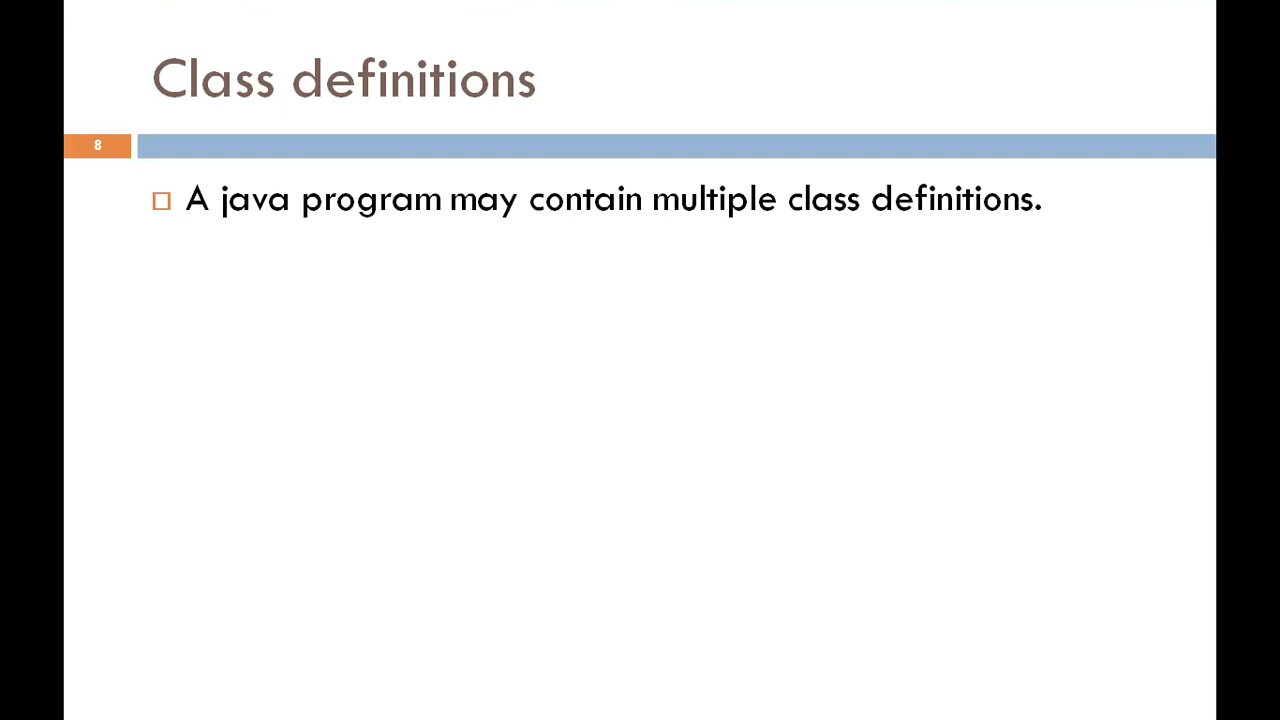 Class definitions
8
A java program may contain multiple class definitions.